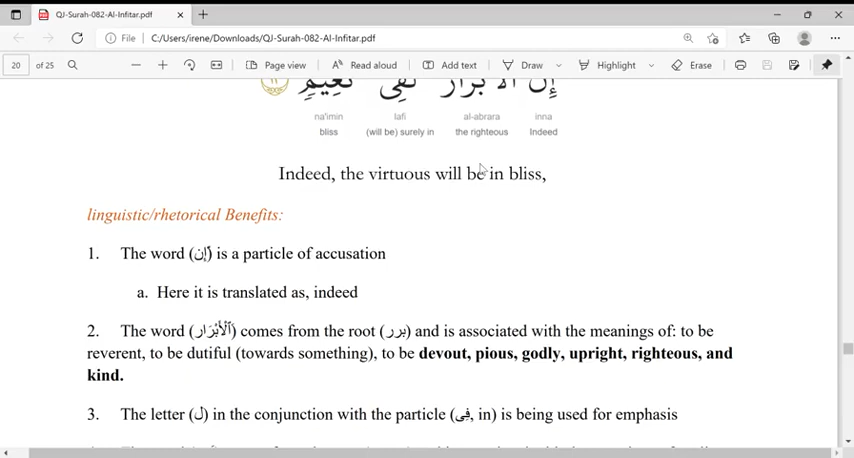 QJ-Surah-082-Al-Infitar.pdf
File C:/Users/irene/Downloads/QJ-Surah-082-Al-Infitar.pdf
20 of 25 Page view Read aloud Add text Draw Highlight Erase
إِنَّ ٱلْأَبْرَارَ لَفِى نَعِيمٍ
na'imin lafi al-abrara inna
bliss (will be) surely in the righteous Indeed
Indeed, the virtuous will be in bliss,
linguistic/rhetorical Benefits:
1. The word (إِن) is a particle of accusation
a. Here it is translated as, indeed
2. The word (ٱلْأَبْرَار) comes from the root (برر) and is associated with the meanings of: to be
reverent, to be dutiful (towards something), to be devout, pious, godly, upright, righteous, and
kind.
3. The letter (ل) in the conjunction with the particle (فِى, in) is being used for emphasis